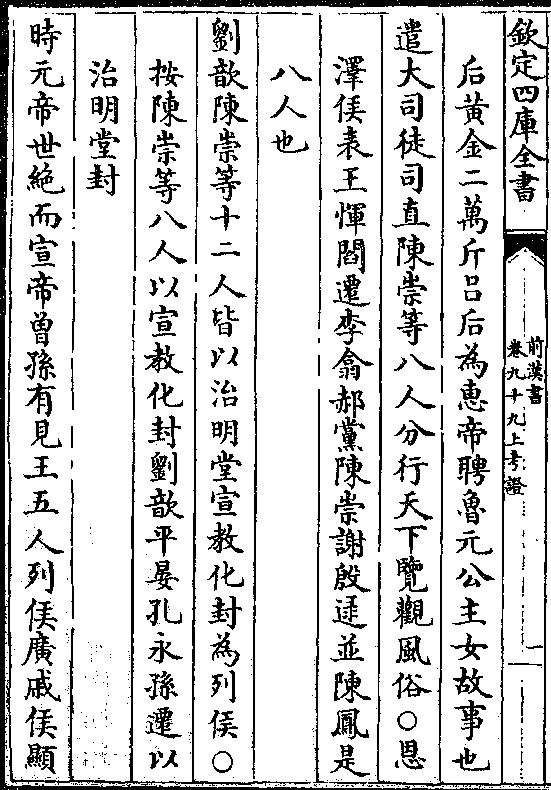 欽定四庫全書
前漢書
卷九十九上考證
一
后黃金二萬斤吕后為惠帝聘魯元公主女故事也
遣大司徒司直陳崇等八人分行天下覽觀風俗○恩
澤侯表王惲閻遷李翕郝黨陳崇謝殷逯並陳鳳是
八人也
劉歆陳崇等十二人皆以治明堂宣教化封為列侯○
按陳崇等八人以宣教化封劉歆平晏孔永孫遷以
治明堂封
時元帝世絶而宣帝曾孫有見王五人列侯廣戚侯顯